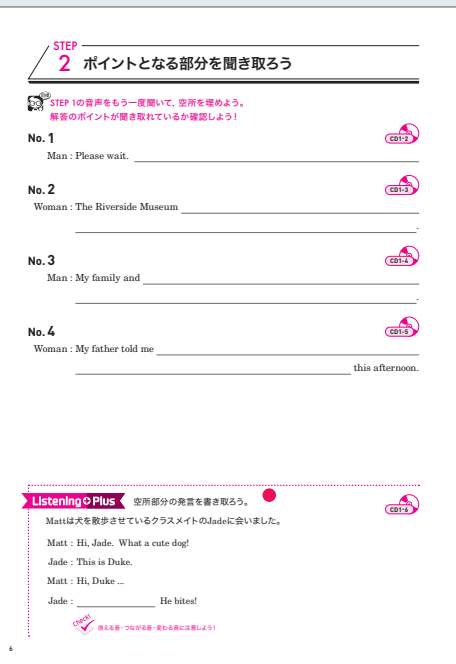 STEP
2 ポイントとなる部分を聞き取ろう
STEP 1の音声をもう一度聞いて，空所を埋めよう。
解答のポイントが聞き取れているか確認しよう！
No. 1
CD1-2
Man : Please wait.
No. 2
CD1-3
Woman : The Riverside Museum
.
No. 3
CD1-4
Man : My family and
.
No. 4
CD1-5
Woman : My father told me
this afternoon.
Listening Plus 空所部分の発言を書き取ろう。
CD1-6
Mattは犬を散歩させているクラスメイトのJadeに会いました。
Matt : Hi, Jade. What a cute dog!
Jade : This is Duke.
Matt : Hi, Duke ...
Jade : He bites!
Check! 消える音・つながる音・変わる音に注意しよう！
6